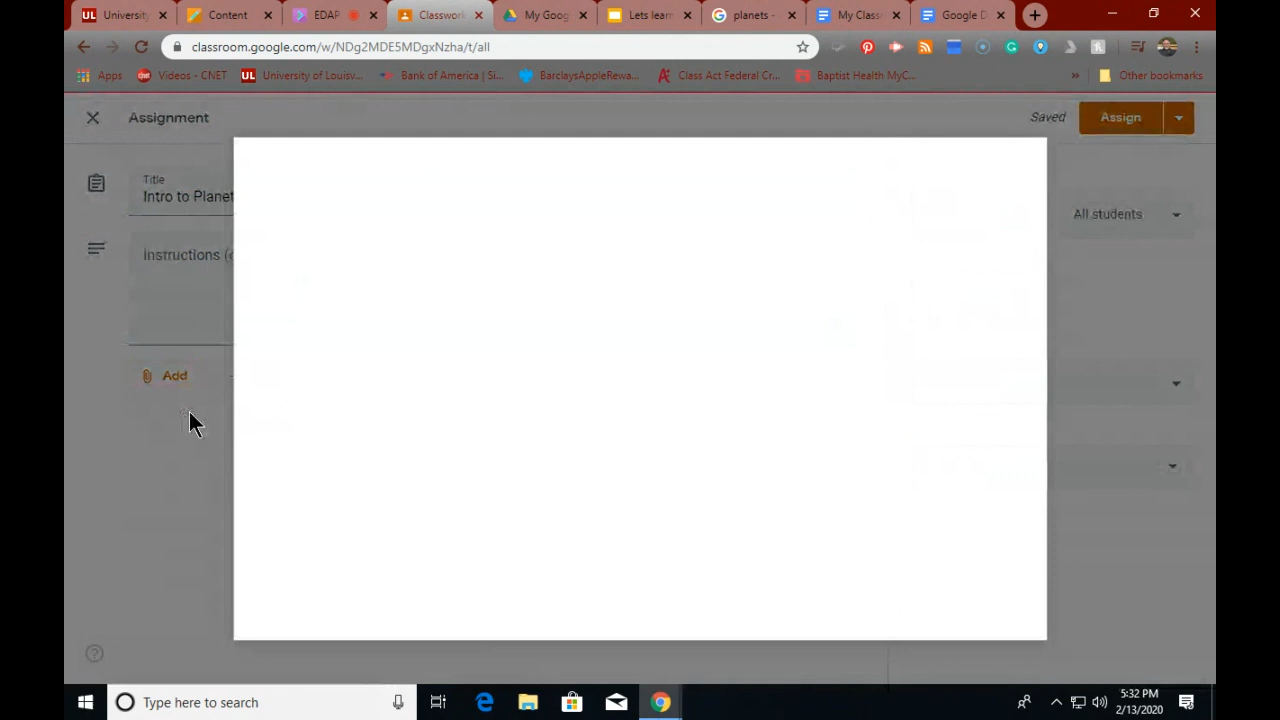 University
Content
EDAP
Classwork
My Goog
Lets learn
planets -
My Class
Google D
classroom.google.com/w/NDg2MDE5MDgxNzha/t/all
Apps
Videos - CNET
University of Louisv...
Bank of America | Si...
BarclaysAppleRewa...
Class Act Federal Cr...
Baptist Health MyC...
»
Other bookmarks
Assignment
Saved
Assign
Title
Intro to Planet
All students
Instructions (
Add
Type here to search
5:32 PM
2/13/2020